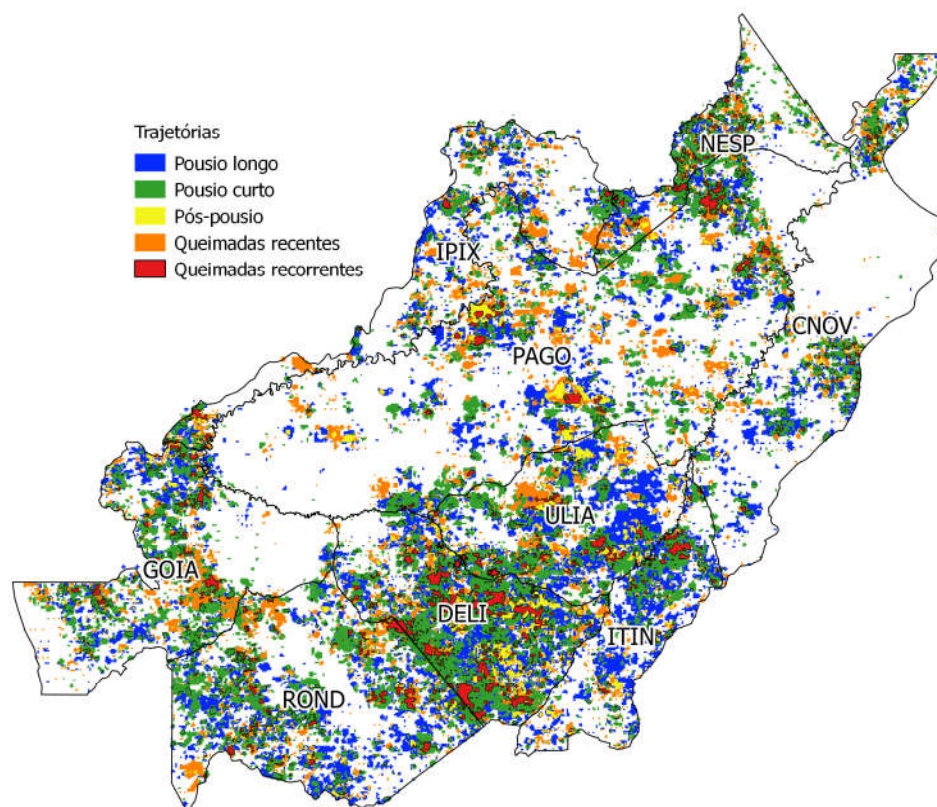 Trajetórias
Pousio longo
Pousio curto
Pós-pousio
Queimadas recentes
Queimadas recorrentes
NESP
IPIX
CNOV
PAGO
ULIA
GOIA
DELI
ITIN
ROND